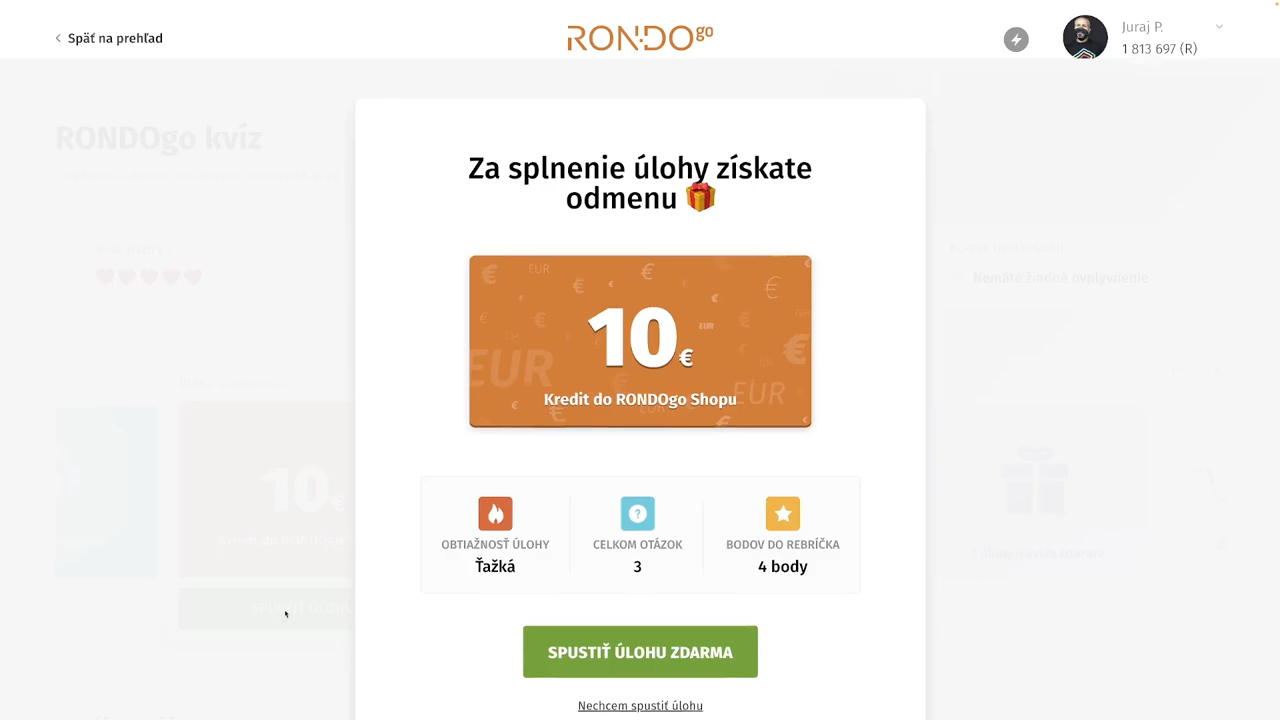 Späť na prehľad
RONDOgo
Juraj P.
1 813 697 (R)
RONDOgo kvíz
Za splnenie úlohy získate
odmenu
EUR
10€
EUR
EUR
EUR
Kredit do RONDOgo Shopu
Nemáte žiadne ovplyvnenie
10€
OBTIAŽNOSŤ ÚLOHY
Ťažká
CELKOM OTÁZOK
3
BODOV DO REBRÍČKA
4 body
SPUSTIŤ ÚLOHU ZDARMA
Nechcem spustiť úlohu